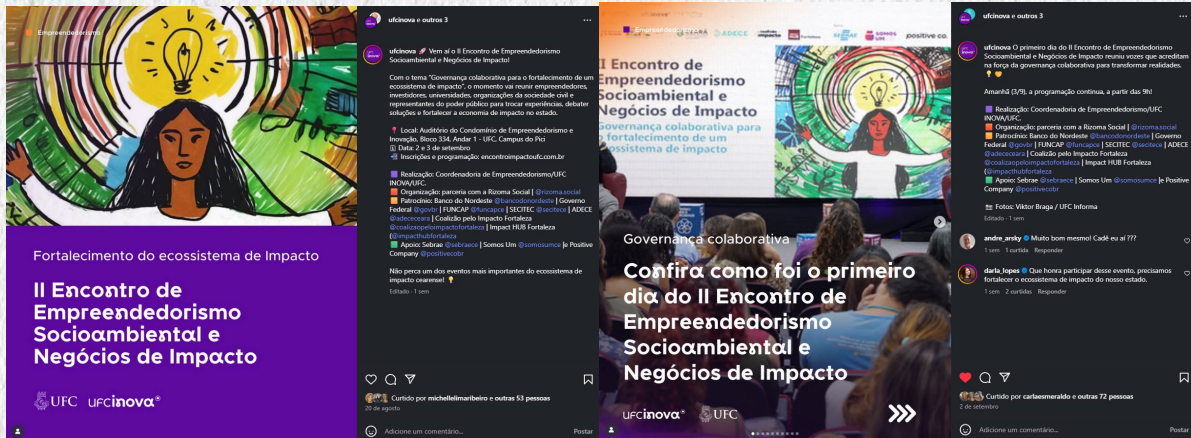 Empreendedorismo
Fortalecimento do ecossistema de Impacto
II Encontro de
Empreendedorismo
Socioambiental e
Negócios de Impacto
UFC ufcinova
ufcinova e outros 3
ufcinova 🚀 Vem aí o II Encontro de Empreendedorismo
Socioambiental e Negócios de Impacto!
Com o tema "Governança colaborativa para o fortalecimento de um
ecossistema de impacto", o momento vai reunir empreendedores,
investidores, universidades, organizações da sociedade civil e
representantes do poder público para trocar experiências, debater
soluções e fortalecer a economia de impacto no estado.
📍 Local: Auditório do Condomínio de Empreendedorismo e
Inovação, Bloco 334, Andar 1 - UFC. Campus do Pici
🗓 Data: 2 e 3 de setembro
📲 Inscrições e programação: encontroimpactoufc.com.br
🟪 Realização: Coordenadoria de Empreendedorismo/UFC
INOVA/UFC.
🟥 Organização: parceria com a Rizoma Social | @rizoma.social
🟧 Patrocínio: Banco do Nordeste @bancodonordeste | Governo
Federal @govbr | FUNCAP @funcapce | SECITEC @secitece | ADECE
@adececeara | Coalizão pelo Impacto Fortaleza
@coalizaopeloimpactofortaleza | Impact HUB Fortaleza
(@impacthubfortaleza
🟩 Apoio: Sebrae @sebraece | Somos Um @somosumce |e Positive
Company @positivecobr
Não perca um dos eventos mais importantes do ecossistema de
impacto cearense! 💡
Editado · 1 sem
Curtido por michellelimaribeiro e outras 53 pessoas
20 de agosto
Adicione um comentário...
Postar
Empreendedorismo
ADECE
Fortaleza
SEBRAE
SOMOS UM
positive co.
II Encontro de
Empreendedorismo
Socioambiental e
Negócios de Impacto
Governança colaborativa para
o fortalecimento de um
ecossistema de impacto
Governança colaborativa
Confira como foi o primeiro
dia do II Encontro de
Empreendedorismo
Socioambiental e
Negócios de Impacto
ufcinova UFC
ufcinova e outros 3
ufcinova O primeiro dia do II Encontro de Empreendedorismo
Socioambiental e Negócios de Impacto reuniu vozes que acreditam
na força da governança colaborativa para transformar realidades.
💡🧡
Amanhã (3/9), a programação continua, a partir das 9h!
🟪 Realização: Coordenadoria de Empreendedorismo/UFC
INOVA/UFC.
🟥 Organização: parceria com a Rizoma Social | @rizoma.social
🟧 Patrocínio: Banco do Nordeste @bancodonordeste | Governo
Federal @govbr | FUNCAP @funcapce | SECITEC @secitece | ADECE
@adececeara | Coalizão pelo Impacto Fortaleza
@coalizaopeloimpactofortaleza | Impact HUB Fortaleza
(@impacthubfortaleza
🟩 Apoio: Sebrae @sebraece | Somos Um @somosumce |e Positive
Company @positivecobr
📷 Fotos: Viktor Braga / UFC Informa
Editado · 1 sem
andre_arsky Muito bom mesmo! Cadê eu aí ???
1 sem 1 curtida Responder
darla_lopes Que honra participar desse evento, precisamos
fortalecer o ecossistema de impacto do nosso estado.
1 sem 2 curtidas Responder
Curtido por carlaesmeraldo e outras 72 pessoas
2 de setembro
Adicione um comentário...
Postar